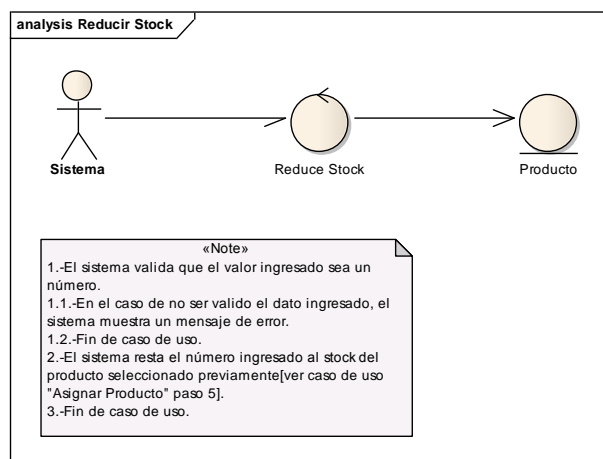 analysis Reducir Stock
Sistema
Reduce Stock
Producto
«Note»
1.-El sistema valida que el valor ingresado sea un
número.
1.1.-En el caso de no ser valido el dato ingresado, el
sistema muestra un mensaje de error.
1.2.-Fin de caso de uso.
2.-El sistema resta el número ingresado al stock del
producto seleccionado previamente[ver caso de uso
"Asignar Producto" paso 5].
3.-Fin de caso de uso.